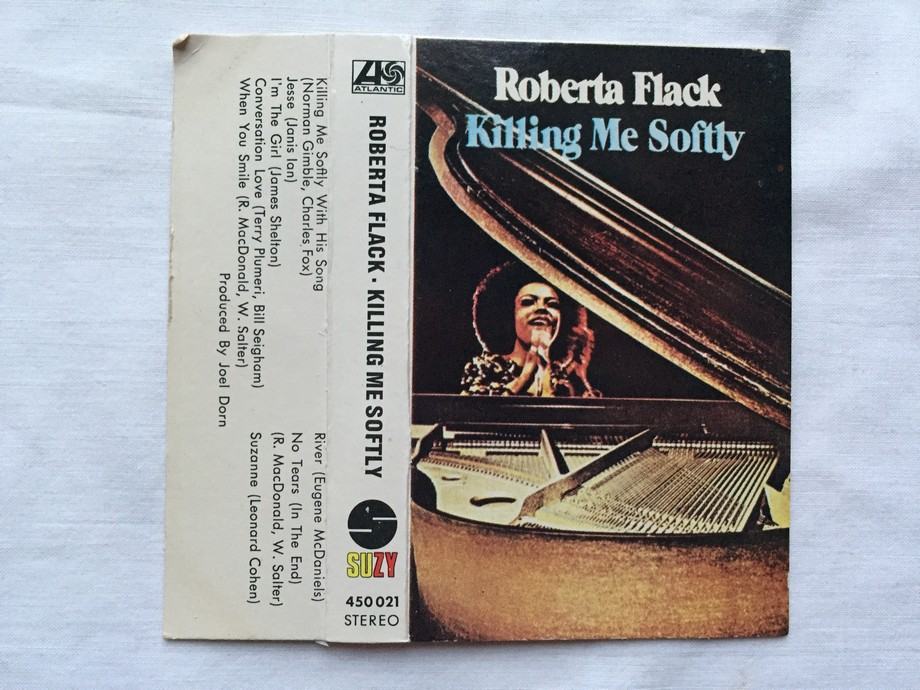 Roberta Flack
Killing Me Softly
ATLANTIC
ROBERTA FLACK • KILLING ME SOFTLY
SUZY
450 021
STEREO
Killing Me Softly With His Song
(Norman Gimble, Charles Fox)
Jesse (Janis Ian)
I'm The Girl (James Shelton)
Conversation Love (Terry Plumeri, Bill Seigham)
When You Smile (R. MacDonald, W. Salter)
Produced By Joel Dorn
River (Eugene McDaniels)
No Tears (In The End)
(R. MacDonald, W. Salter)
Suzanne (Leonard Cohen)